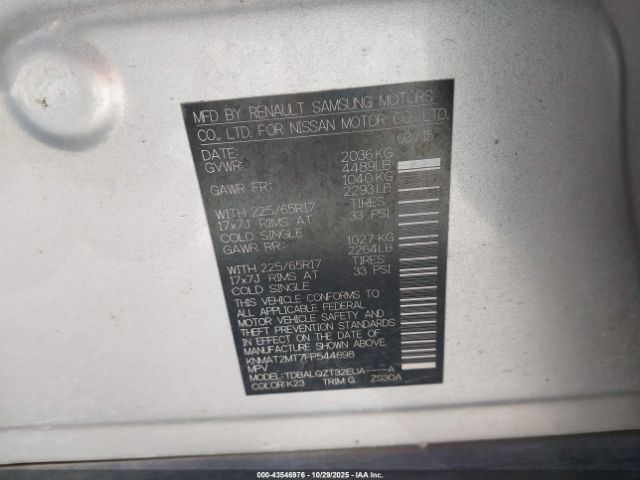 MFD BY RENAULT SAMSUNG MOTORS
CO., LTD. FOR NISSAN MOTOR CO., LTD.
DATE: 03/15
GVWR: 2036KG
4489LB
GAWR FR: 1040KG
2293LB
WITH 225/65R17 TIRES
17x7J RIMS AT 33 PSI
COLD SINGLE
GAWR RR: 1027 KG
2264LB
WITH 225/65R17 TIRES
17x7J RIMS AT 33 PSI
COLD SINGLE
THIS VEHICLE CONFORMS TO
ALL APPLICABLE FEDERAL
MOTOR VEHICLE SAFETY AND
THEFT PREVENTION STANDARDS
IN EFFECT ON THE DATE OF
MANUFACTURE SHOWN ABOVE.
KNMAT2MT7FP544698
MPV
MODEL: TDBALQZT32EUA----A
COLOR: K23 TRIM: G ZS30A
000-43546976 - 10/29/2025 - IAA Inc.